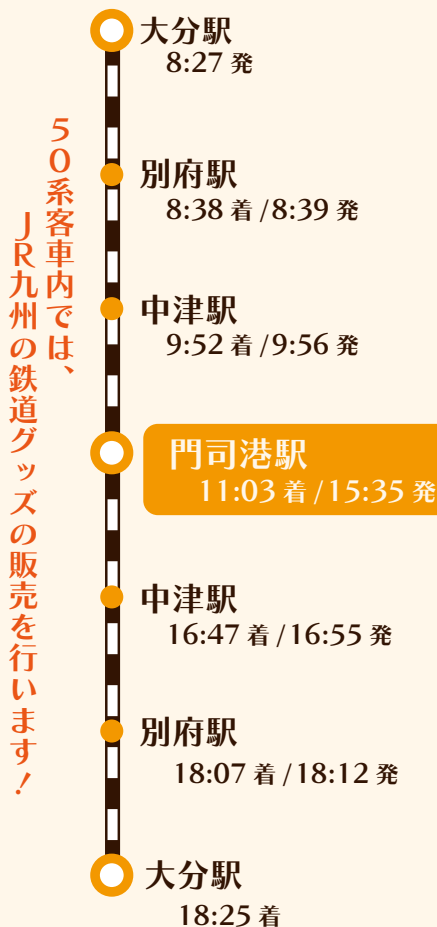 大分駅
8:27 発
別府駅
8:38 着 /8:39 発
中津駅
9:52 着 /9:56 発
門司港駅
11:03 着 /15:35 発
中津駅
16:47 着 /16:55 発
別府駅
18:07 着 /18:12 発
大分駅
18:25 着
50系客車内では、
JR九州の鉄道グッズの販売を行います!